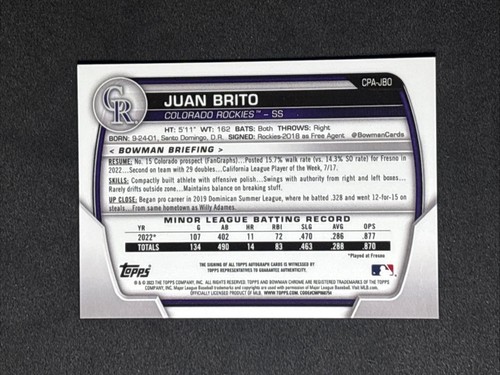 CPA-JBO
CR
JUAN BRITO
COLORADO ROCKIES™ – SS
HT: 5'11" WT: 162 BATS: Both THROWS: Right
BORN: 9-24-01, Santo Domingo, D.R. SIGNED: Rockies-2018 as Free Agent @BowmanCards
< BOWMAN BRIEFING >
RESUME: No. 15 Colorado prospect (FanGraphs)...Posted 15.7% walk rate (vs. 14.3% SO rate) for Fresno in
2022...Second on team with 29 doubles...California League Player of the Week, 7/17.
SKILLS: Compactly built athlete with offensive polish...Swings with authority from right and left boxes...
Rarely drifts outside zone...Maintains balance on breaking stuff.
UP CLOSE: Began pro career in 2019 Dominican Summer League, where he batted .328 and went 12-for-15 on
steals...From same hometown as Willy Adames.
MINOR LEAGUE BATTING RECORD
YR G AB HR RBI SLG AVG OPS
2022* 107 402 11 72 .470 .286 .877
TOTALS 134 490 14 83 .463 .288 .870
*Played at Fresno
Topps
THE SIGNING OF ALL TOPPS AUTOGRAPH CARDS IS WITNESSED BY
TOPPS REPRESENTATIVES TO GUARANTEE AUTHENTICITY.
® & © 2023 THE TOPPS COMPANY, INC. ALL RIGHTS RESERVED. TOPPS AND BOWMAN CHROME ARE REGISTERED TRADEMARKS OF THE TOPPS
COMPANY, INC. Major League Baseball trademarks and copyrights are used with permission of Major League Baseball. Visit MLB.com.
OFFICIALLY LICENSED PRODUCT OF MLB. WWW.TOPPS.COM.